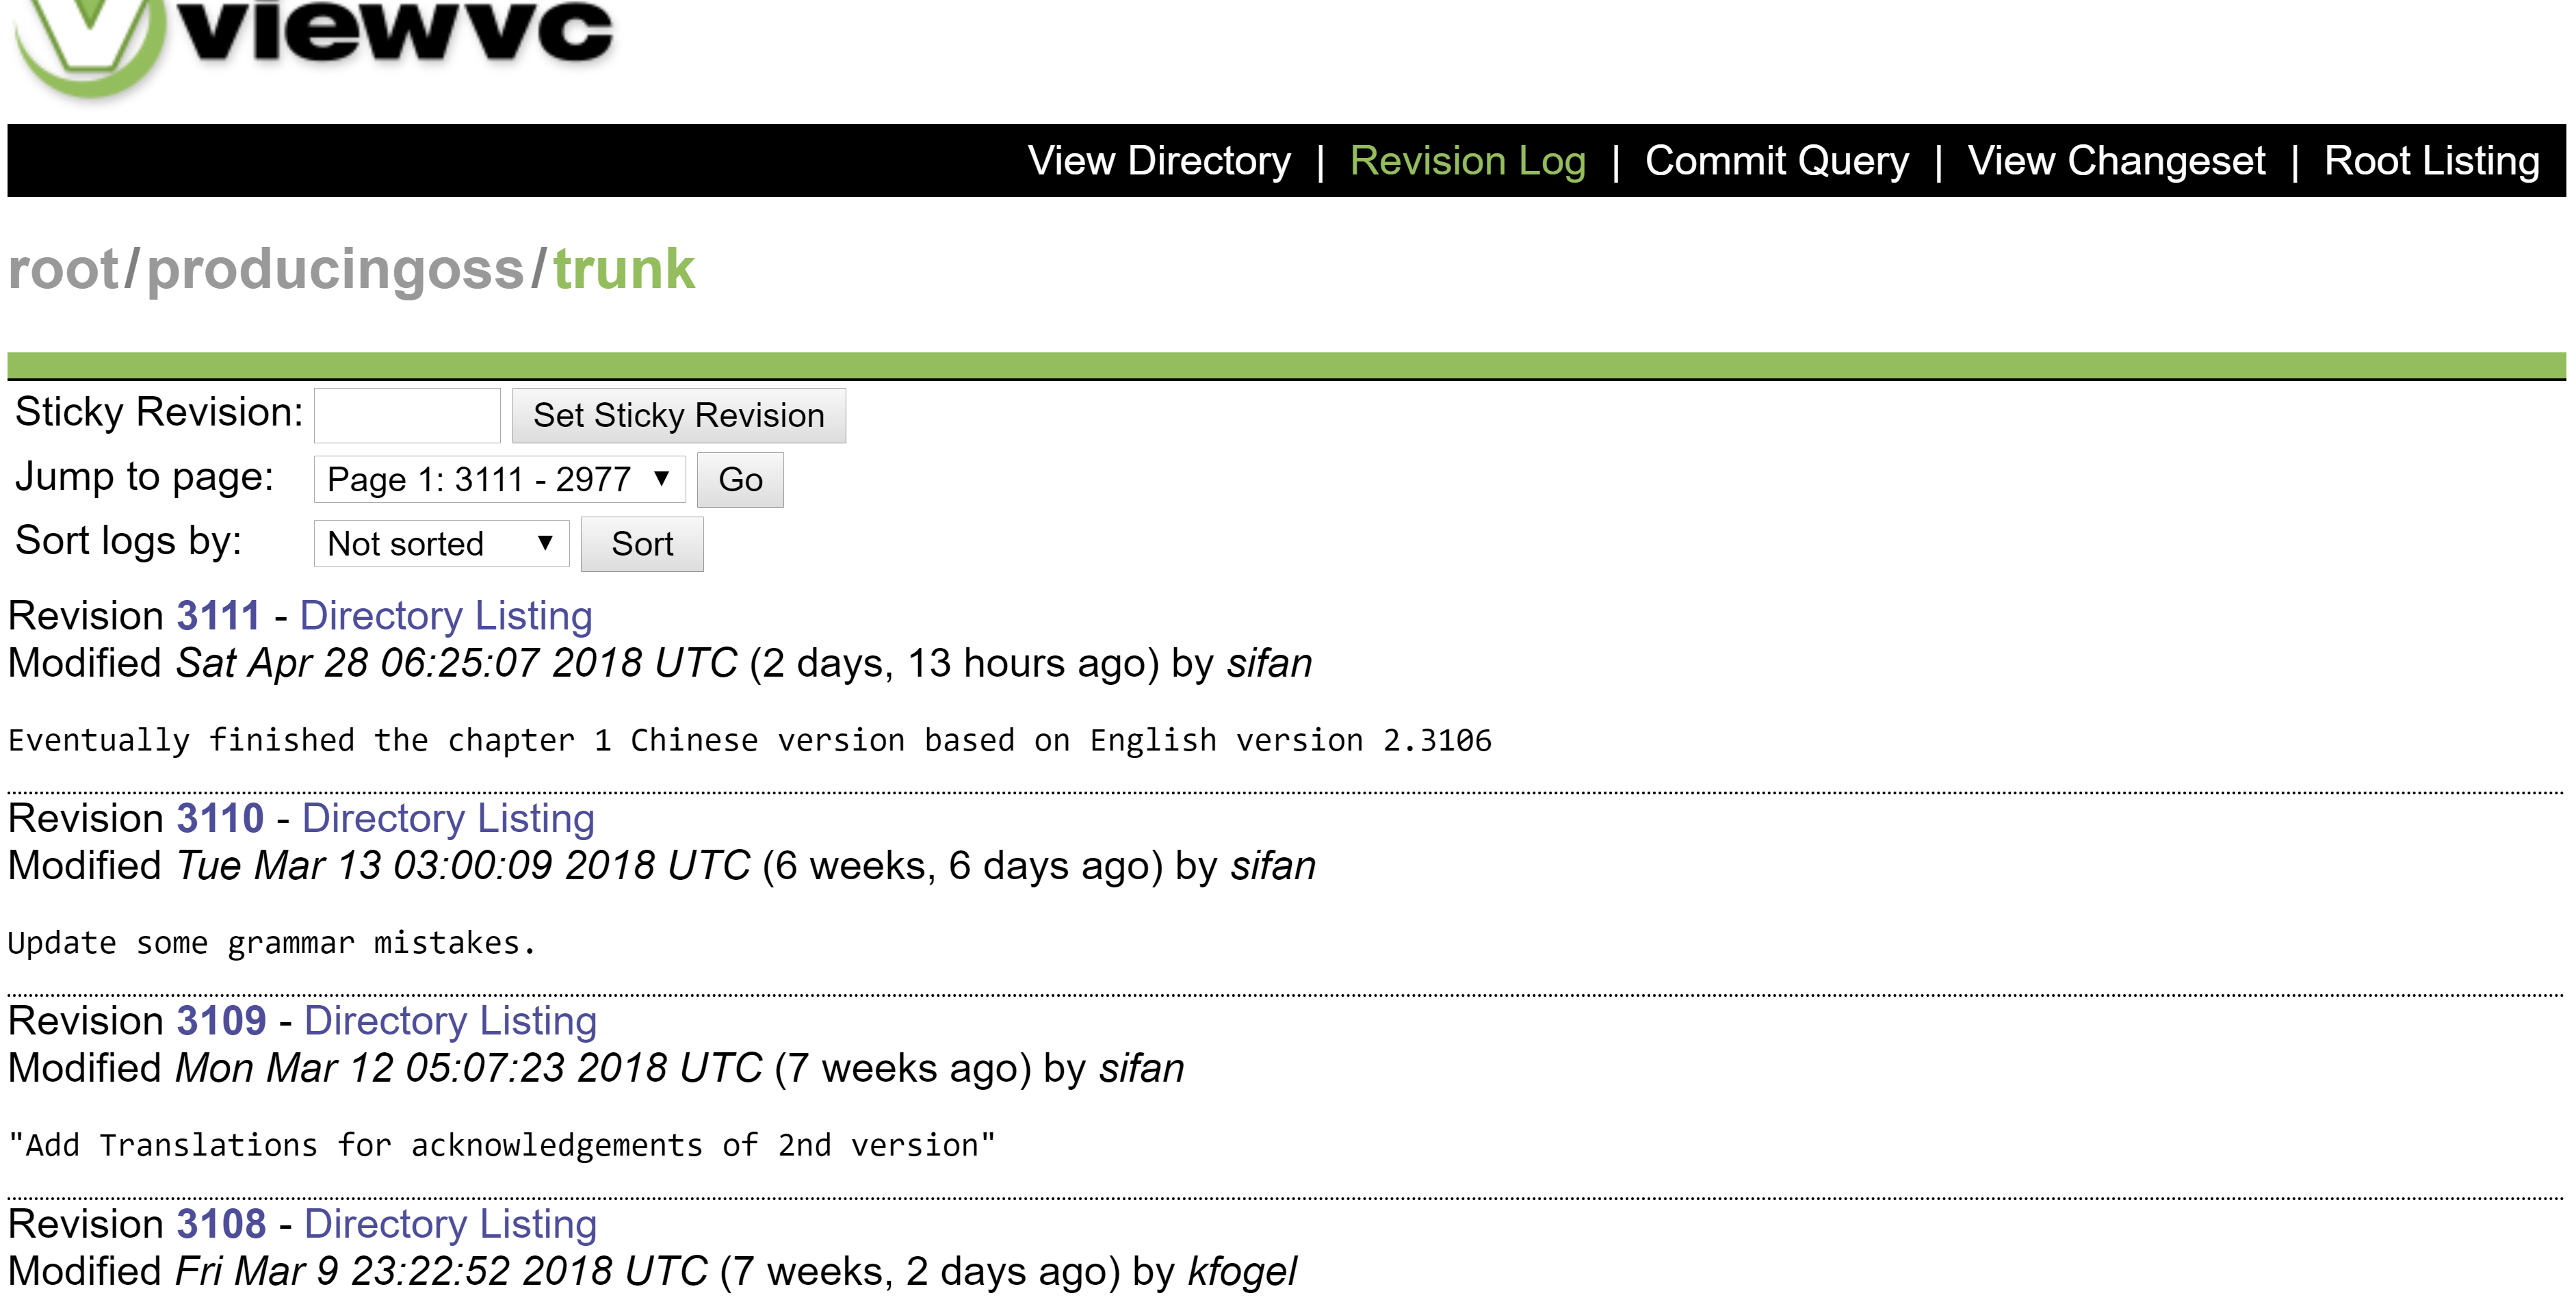 viewvc
View Directory | Revision Log | Commit Query | View Changeset | Root Listing
root/producingoss/trunk
Sticky Revision: Set Sticky Revision
Jump to page: Page 1: 3111 - 2977 ▼ Go
Sort logs by: Not sorted ▼ Sort
Revision 3111 - Directory Listing
Modified Sat Apr 28 06:25:07 2018 UTC (2 days, 13 hours ago) by sifan
Eventually finished the chapter 1 Chinese version based on English version 2.3106
Revision 3110 - Directory Listing
Modified Tue Mar 13 03:00:09 2018 UTC (6 weeks, 6 days ago) by sifan
Update some grammar mistakes.
Revision 3109 - Directory Listing
Modified Mon Mar 12 05:07:23 2018 UTC (7 weeks ago) by sifan
"Add Translations for acknowledgements of 2nd version"
Revision 3108 - Directory Listing
Modified Fri Mar 9 23:22:52 2018 UTC (7 weeks, 2 days ago) by kfogel